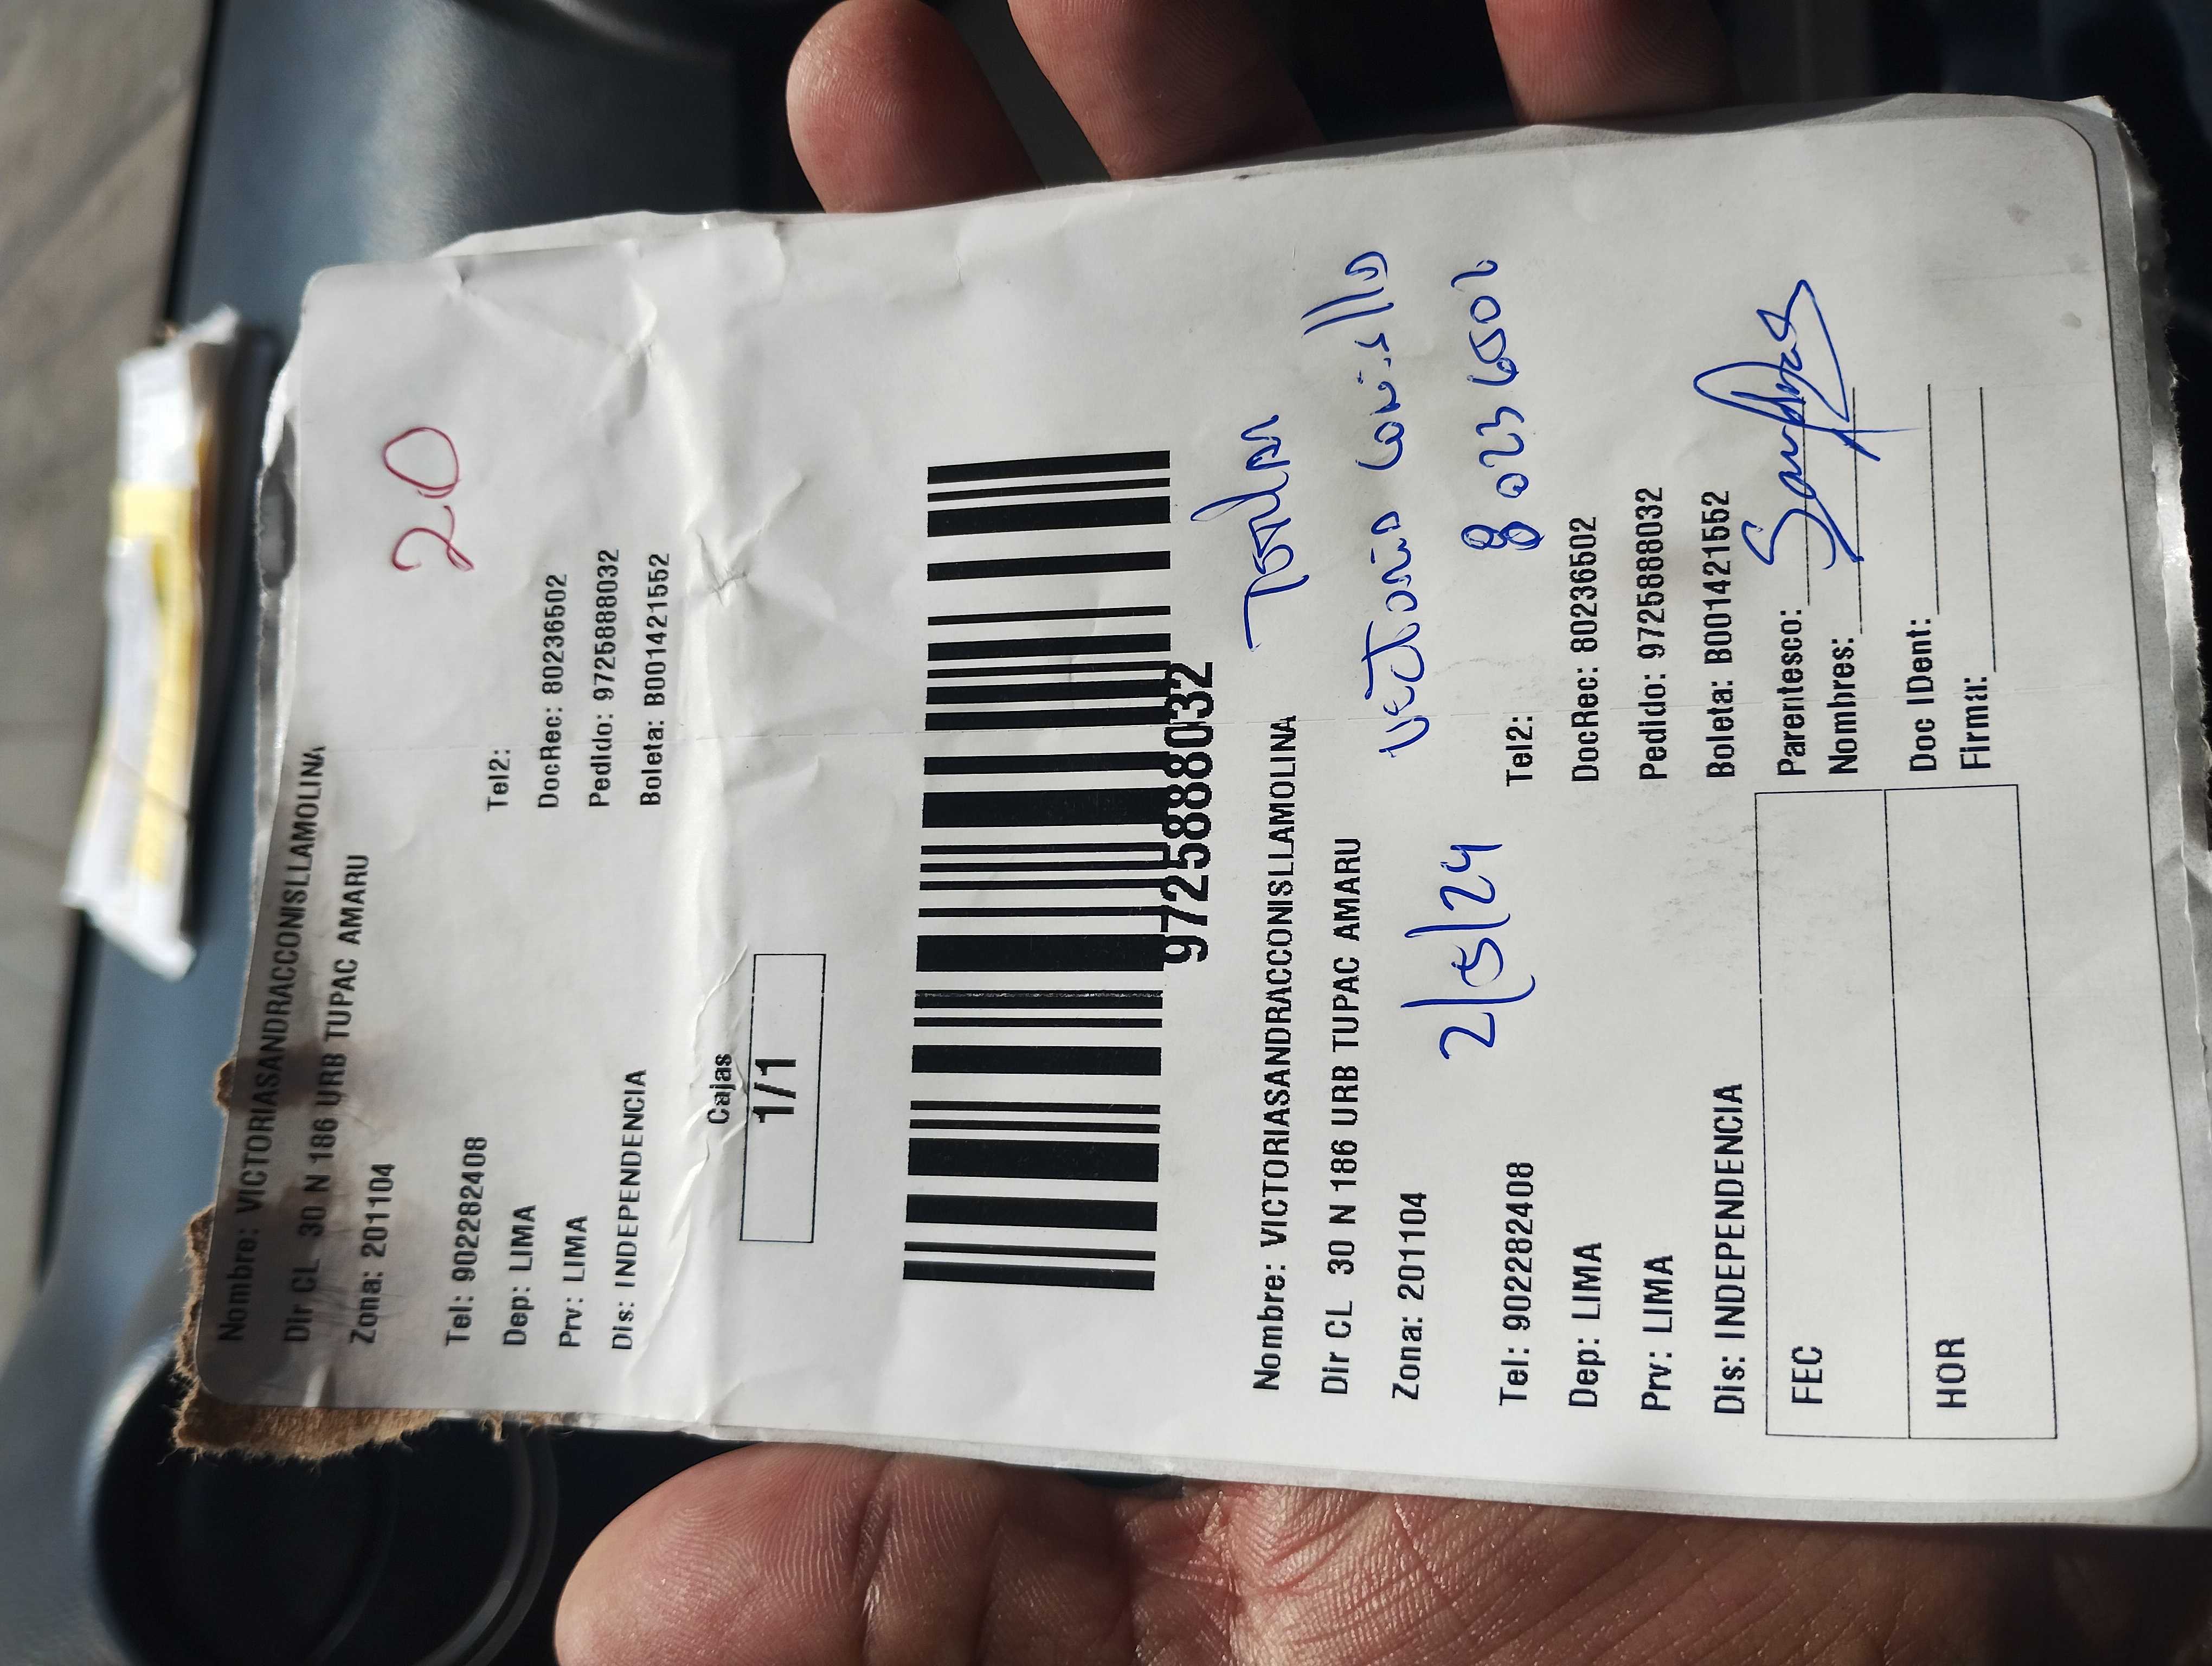 20
Nombre: VICTORIASANDRACCONISLLAMOLINA
Dir CL 30 N 186 URB TUPAC AMARU
Zona: 201104
Tel: 902282408 Tel2:
Dep: LIMA DocRec: 80236502
Prv: LIMA Pedido: 9725888032
Dis: INDEPENDENCIA Boleta: B001421552
Cajas
1/1
9725888032
Nombre: VICTORIASANDRACCONISLLAMOLINA
Dir CL 30 N 186 URB TUPAC AMARU
Zona: 201104
2/5/24
80236502
Tel: 902282408 Tel2:
Dep: LIMA DocRec: 80236502
Prv: LIMA Pedido: 9725888032
Dis: INDEPENDENCIA Boleta: B001421552
FEC Parentesco:
Nombres:
HOR Doc IDent:
Firma: